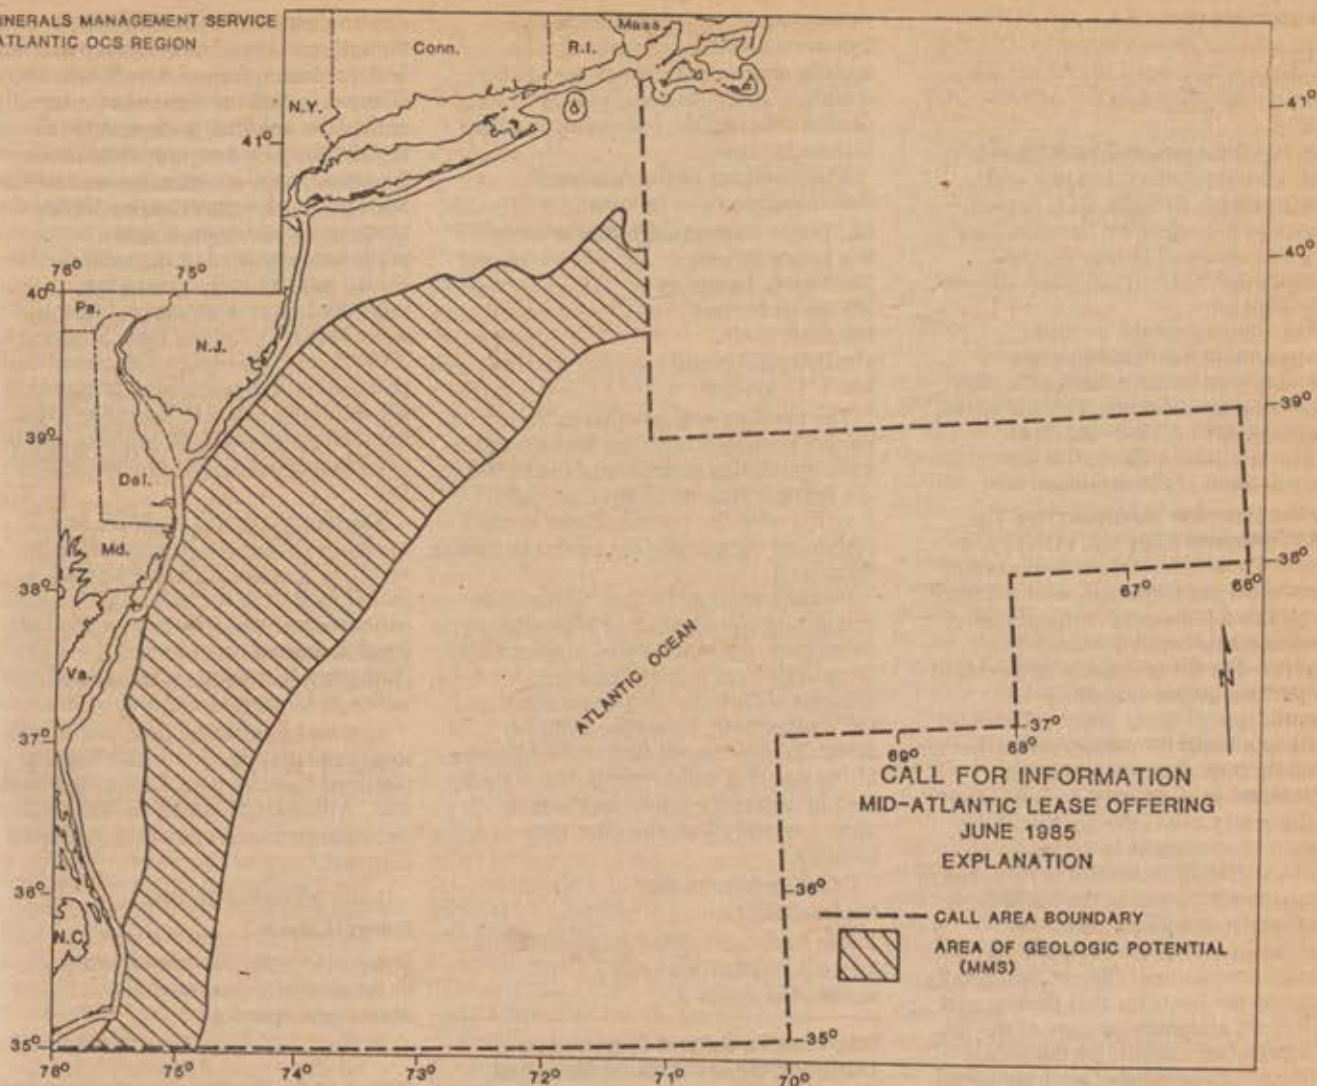 MINERALS MANAGEMENT SERVICE
ATLANTIC OCS REGION
Mass.
Conn.
R.I.
N.Y.
41°
41°
40°
76°
75°
40°
Pa.
N.J.
39°
39°
Del.
Md.
38°
38°
67°
66°
Va.
ATLANTIC OCEAN
N
37°
37°
69°
68°
CALL FOR INFORMATION
MID-ATLANTIC LEASE OFFERING
JUNE 1985
EXPLANATION
36°
36°
CALL AREA BOUNDARY
N.C.
AREA OF GEOLOGIC POTENTIAL
(MMS)
35°
35°
76°
75°
74°
73°
72°
71°
70°